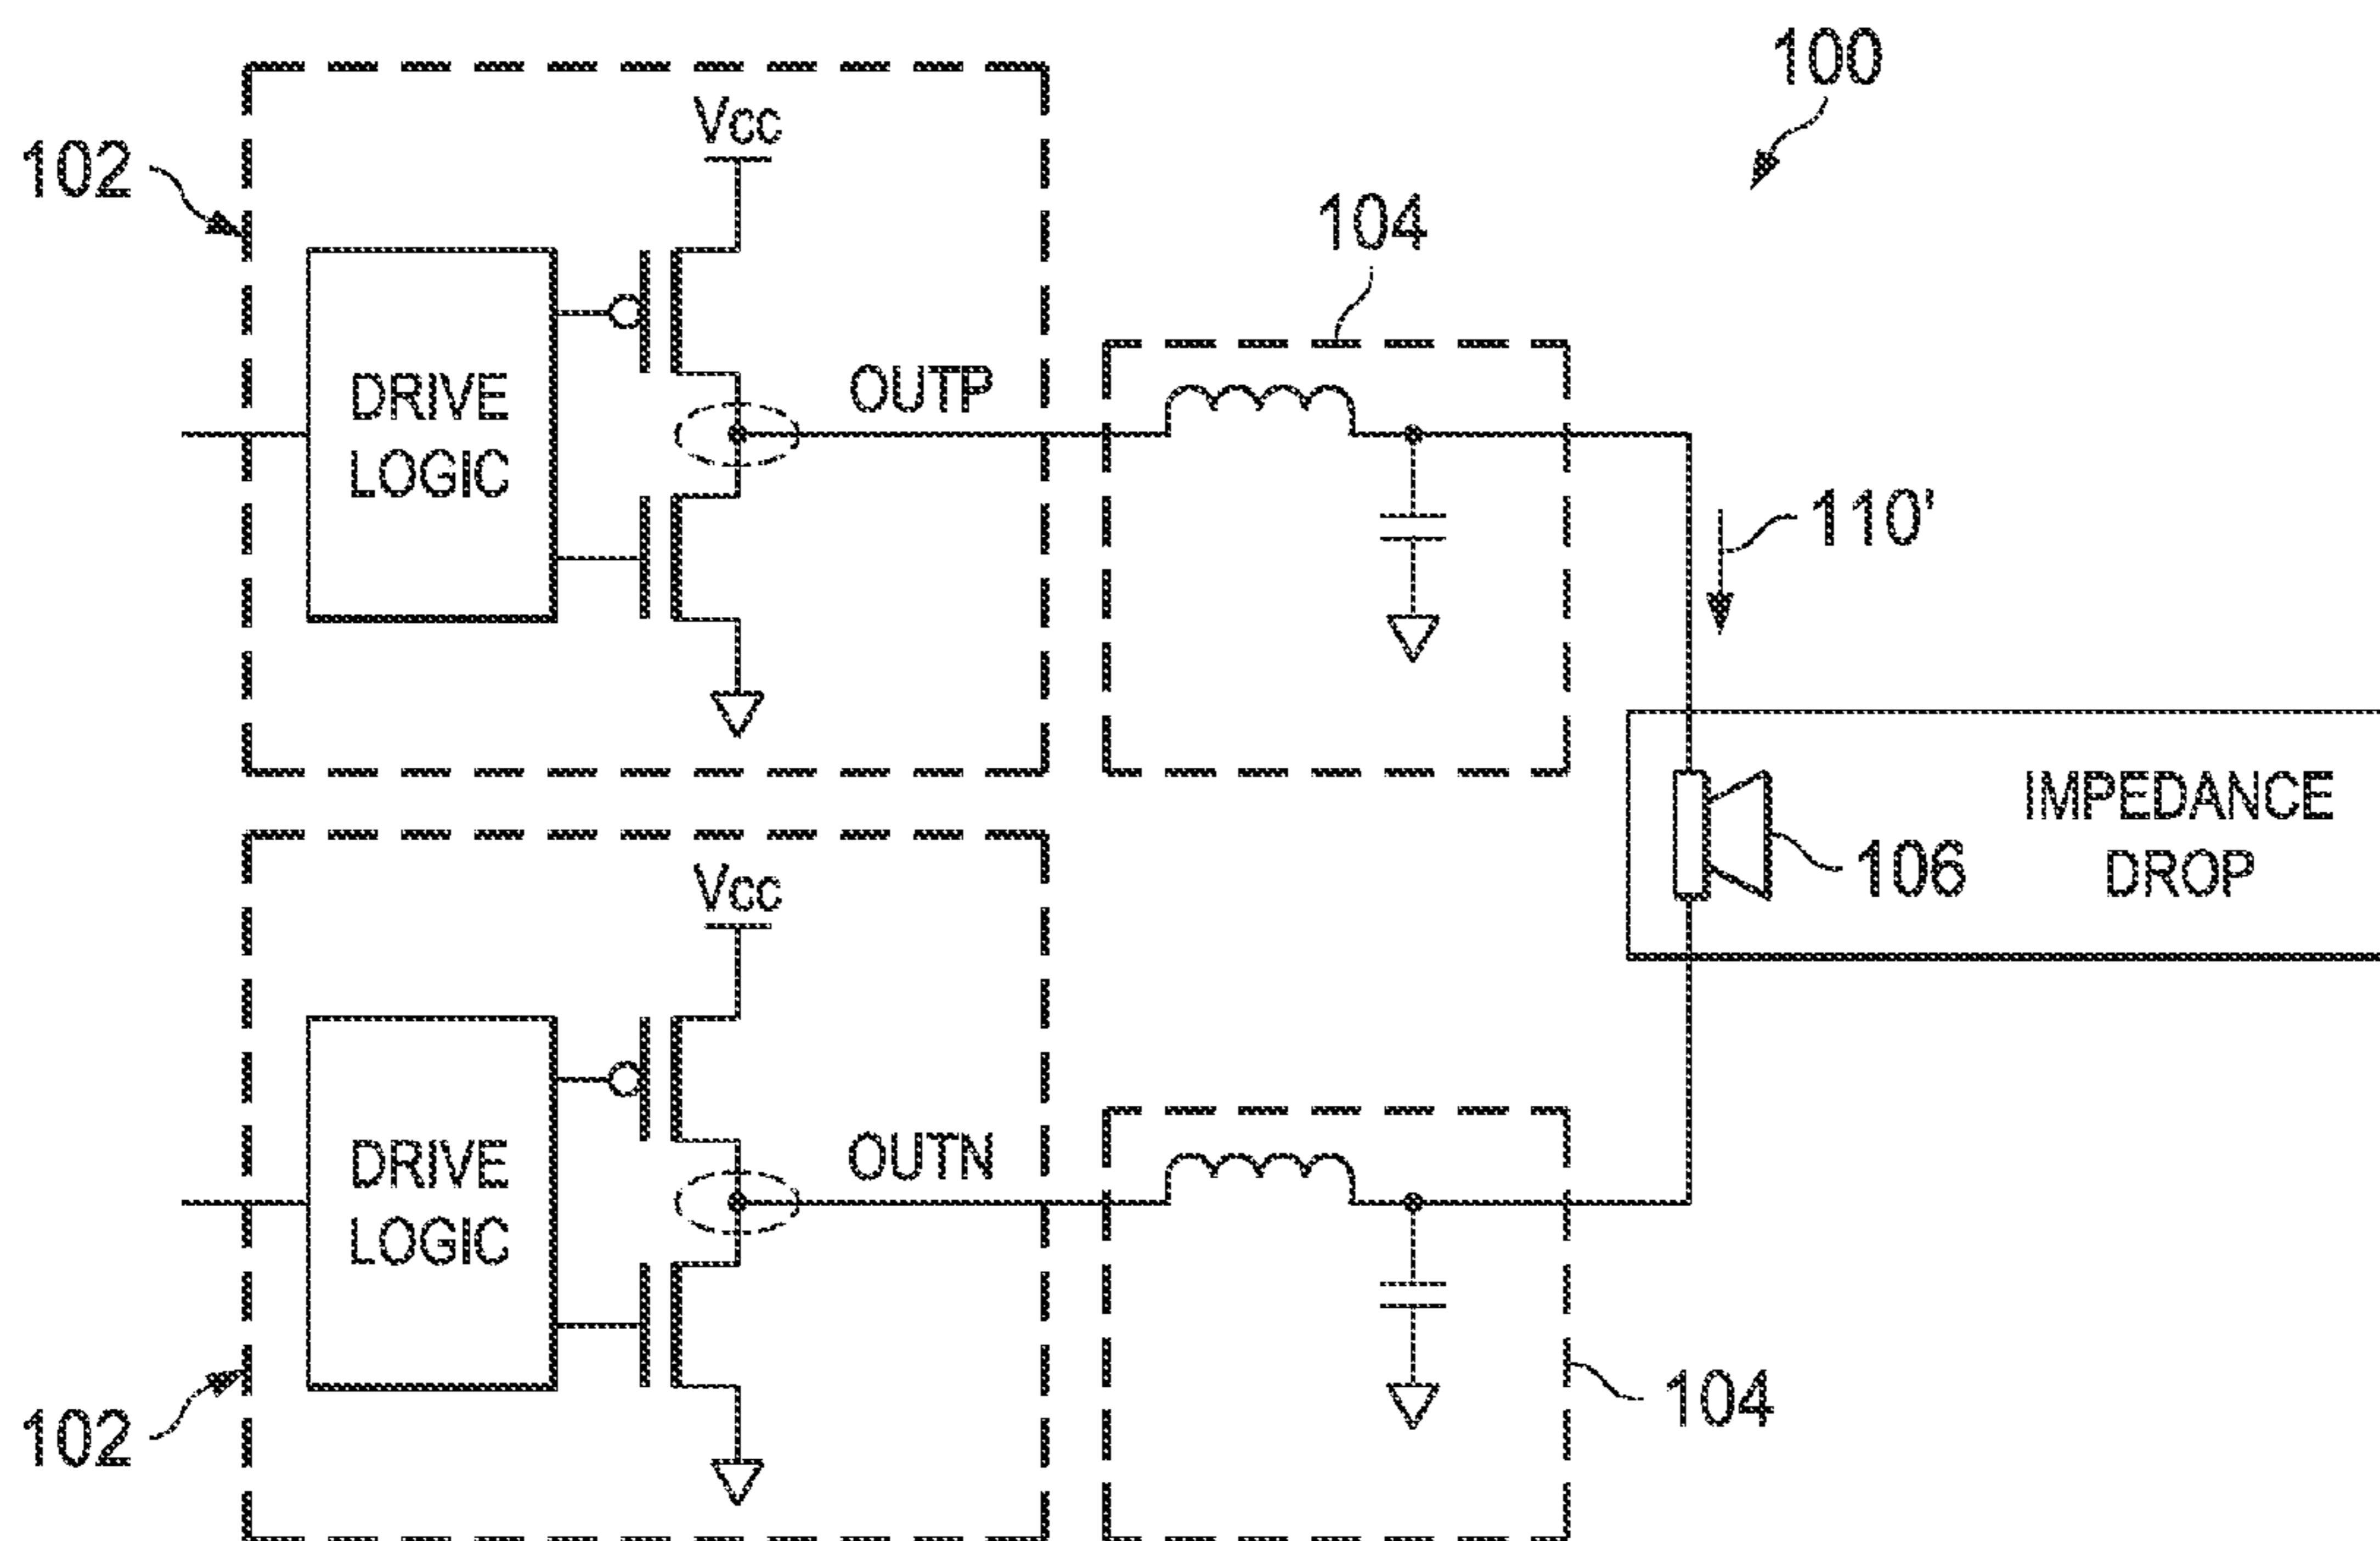 100
Vcc
102
104
DRIVE
LOGIC
OUTP
110'
IMPEDANCE
DROP
106
Vcc
DRIVE
LOGIC
OUTN
104
102